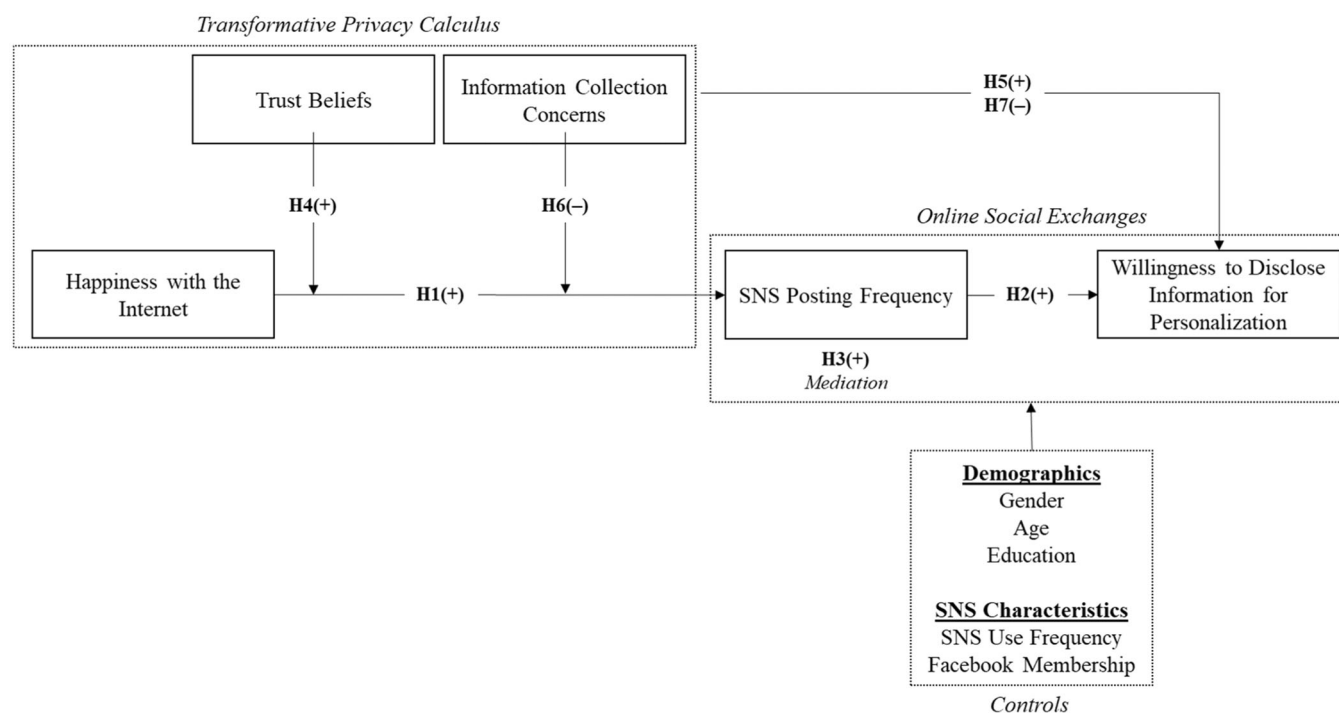 Transformative Privacy Calculus
Trust Beliefs
Information Collection
Concerns
H5(+)
H7(–)
H4(+)
H6(–)
Online Social Exchanges
Happiness with the
Internet
H1(+)
SNS Posting Frequency
H2(+)
Willingness to Disclose
Information for
Personalization
H3(+)
Mediation
Demographics
Gender
Age
Education
SNS Characteristics
SNS Use Frequency
Facebook Membership
Controls